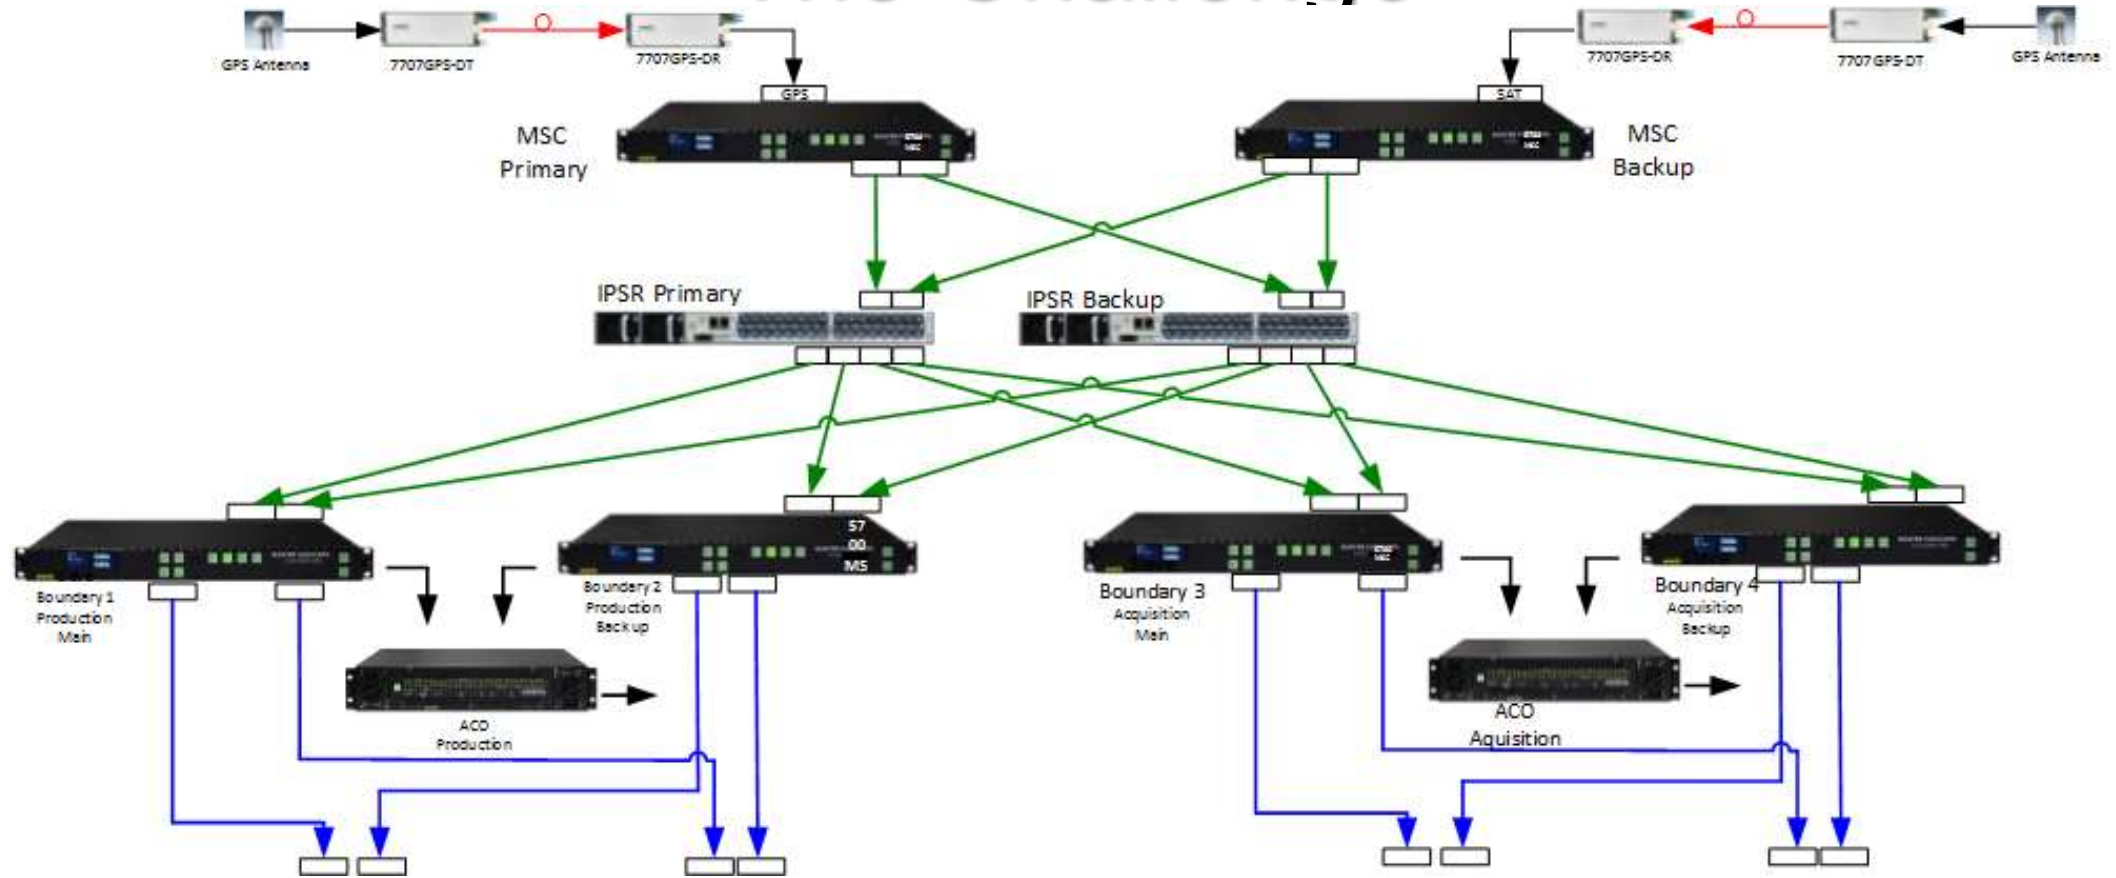 GPS Antenna
7707GPS-DT
7707GPS-DR
7707GPS-DR
7707GPS-DT
GPS Antenna
GPS
SAT
MSC
Primary
MSC
Backup
IPSR Primary
IPSR Backup
57
00
MS
Boundary 1
Production
Main
Boundary 2
Production
Backup
Boundary 3
Acquisition
Main
Boundary 4
Acquisition
Backup
ACO
Production
ACO
Aquisition